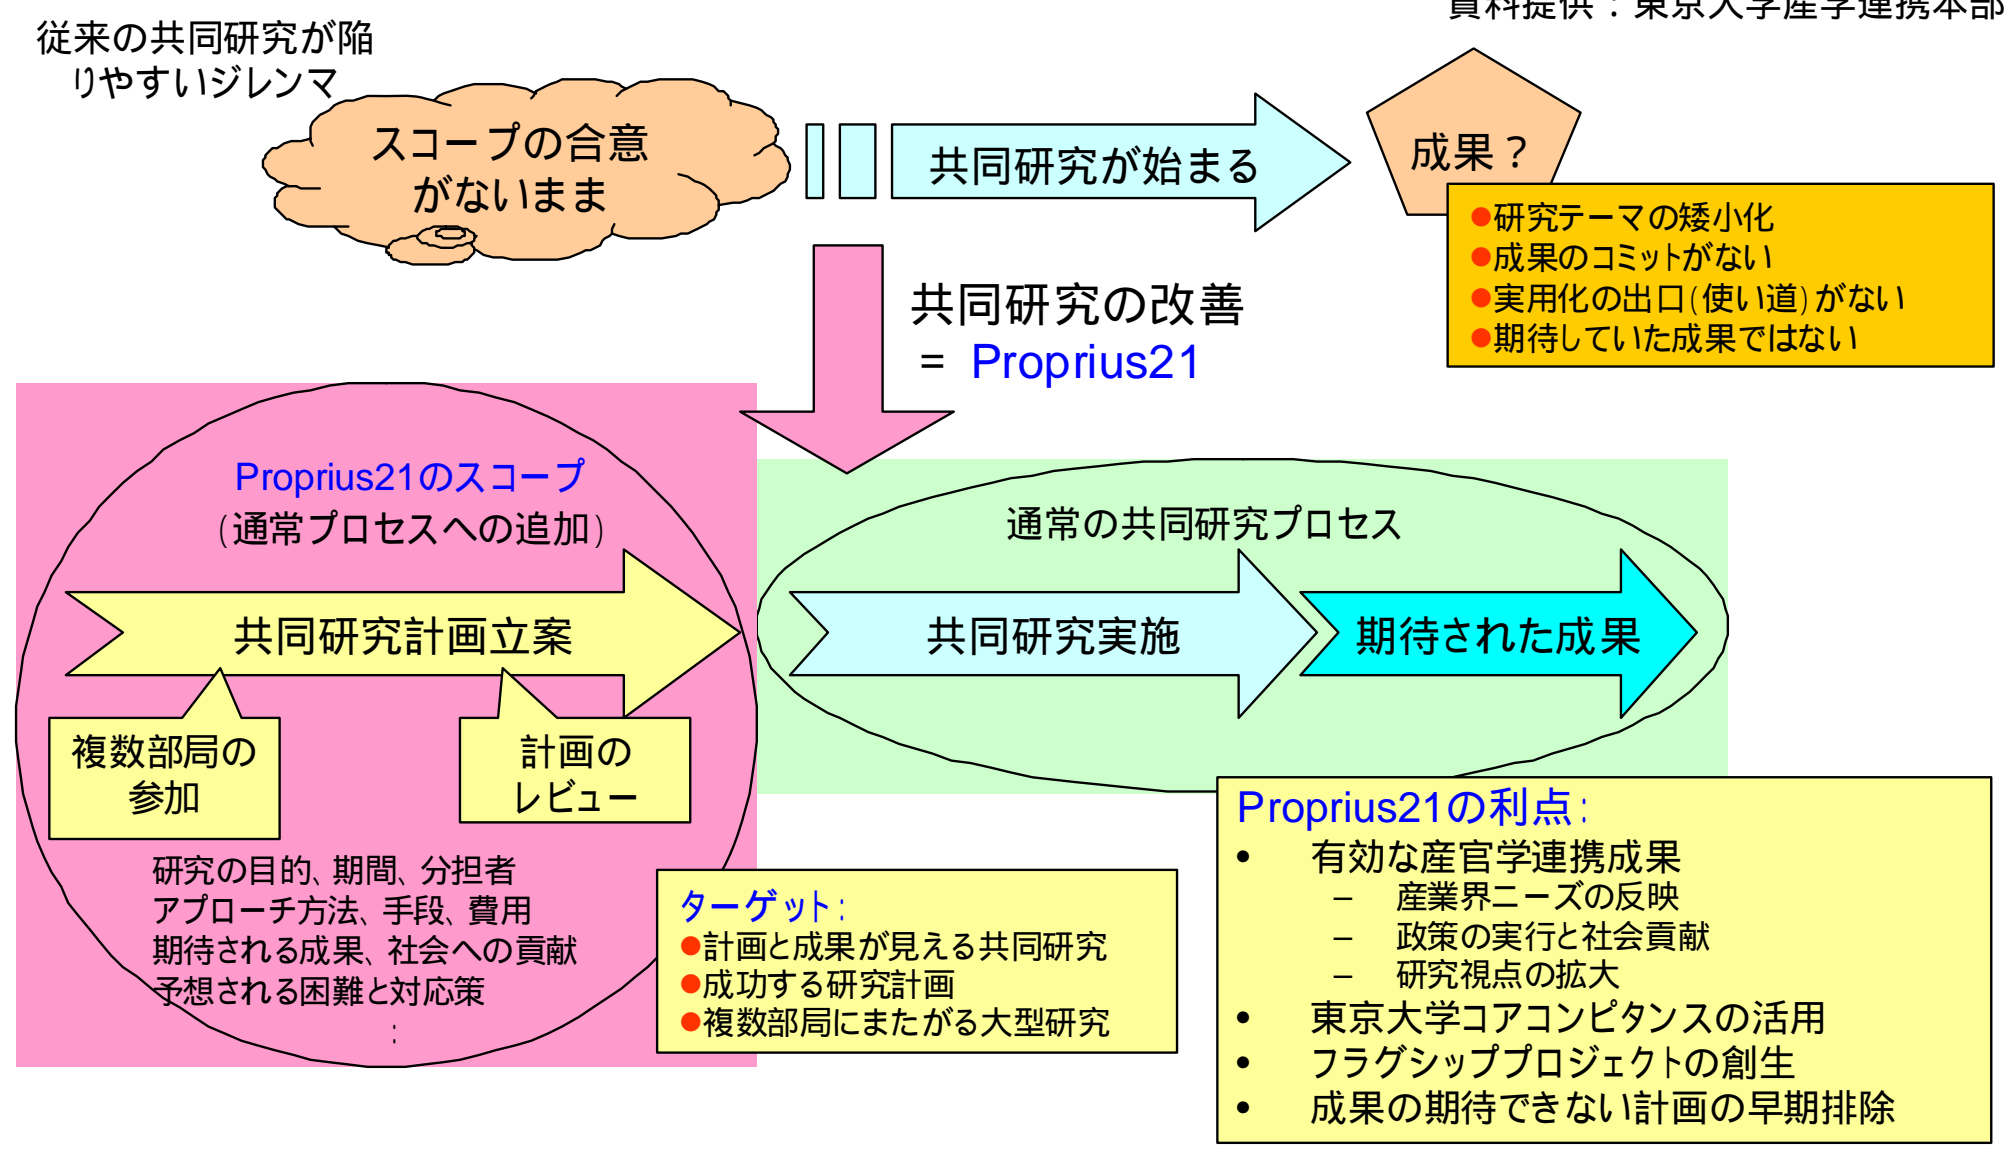 資料提供：東京大学産学連携本部
従来の共同研究が陥
りやすいジレンマ
スコープの合意
がないまま
共同研究が始まる
成果？
●研究テーマの矮小化
●成果のコミットがない
●実用化の出口(使い道)がない
●期待していた成果ではない
共同研究の改善
= Proprius21
Proprius21のスコープ
(通常プロセスへの追加)
共同研究計画立案
複数部局の
参加
計画の
レビュー
研究の目的、期間、分担者
アプローチ方法、手段、費用
期待される成果、社会への貢献
予想される困難と対応策
:
通常の共同研究プロセス
共同研究実施
期待された成果
ターゲット:
●計画と成果が見える共同研究
●成功する研究計画
●複数部局にまたがる大型研究
Proprius21の利点:
• 有効な産官学連携成果
– 産業界ニーズの反映
– 政策の実行と社会貢献
– 研究視点の拡大
• 東京大学コアコンピタンスの活用
• フラグシッププロジェクトの創生
• 成果の期待できない計画の早期排除